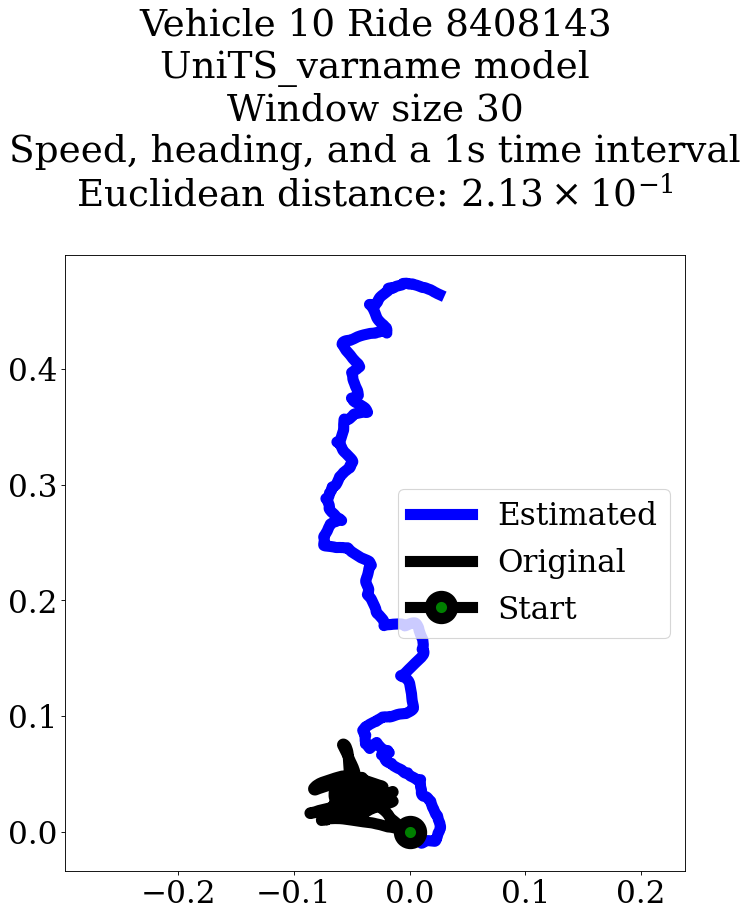 Vehicle 10 Ride 8408143
UniTS_varname model
Window size 30
Speed, heading, and a 1s time interval
Euclidean distance: 2.13 × 10⁻¹
0.4
0.3
0.2
0.1
0.0
Estimated
Original
Start
−0.2 −0.1 0.0 0.1 0.2